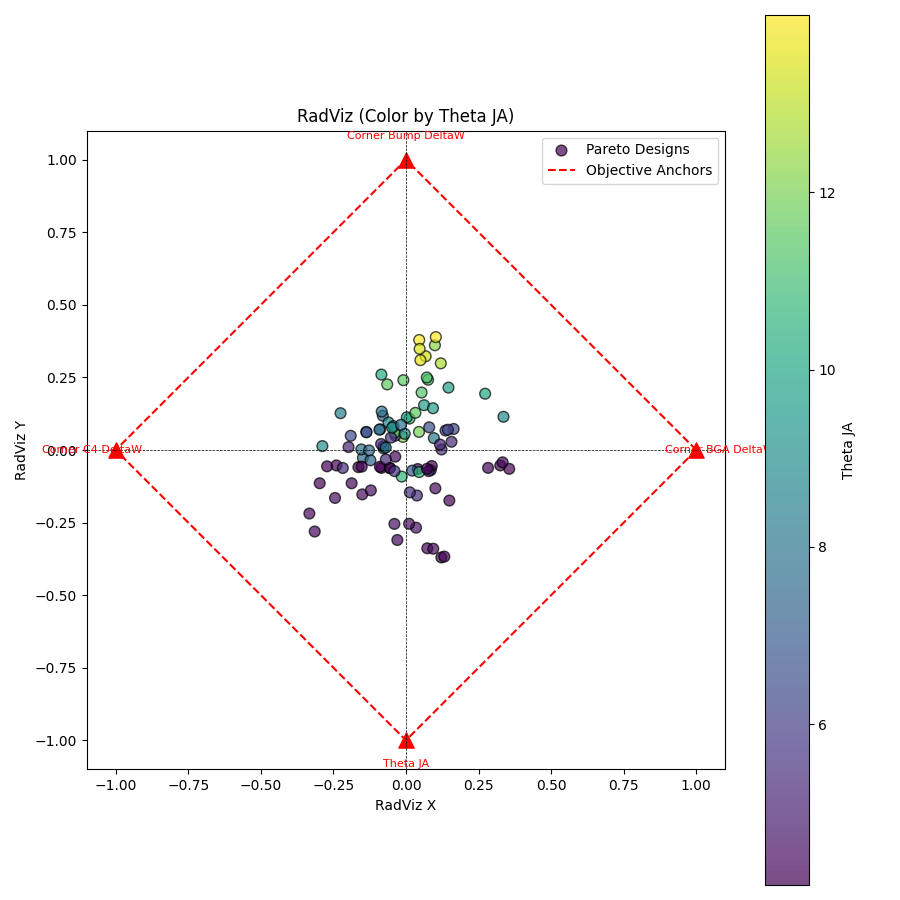 RadViz (Color by Theta JA)
Corner Bump DeltaW
Pareto Designs
Objective Anchors
1.00
0.75
0.50
0.25
0.00
−0.25
−0.50
−0.75
−1.00
RadViz Y
Corner C4 DeltaW
Corner BGA DeltaW
Theta JA
−1.00
−0.75
−0.50
−0.25
0.00
0.25
0.50
0.75
1.00
RadViz X
12
10
8
6
Theta JA